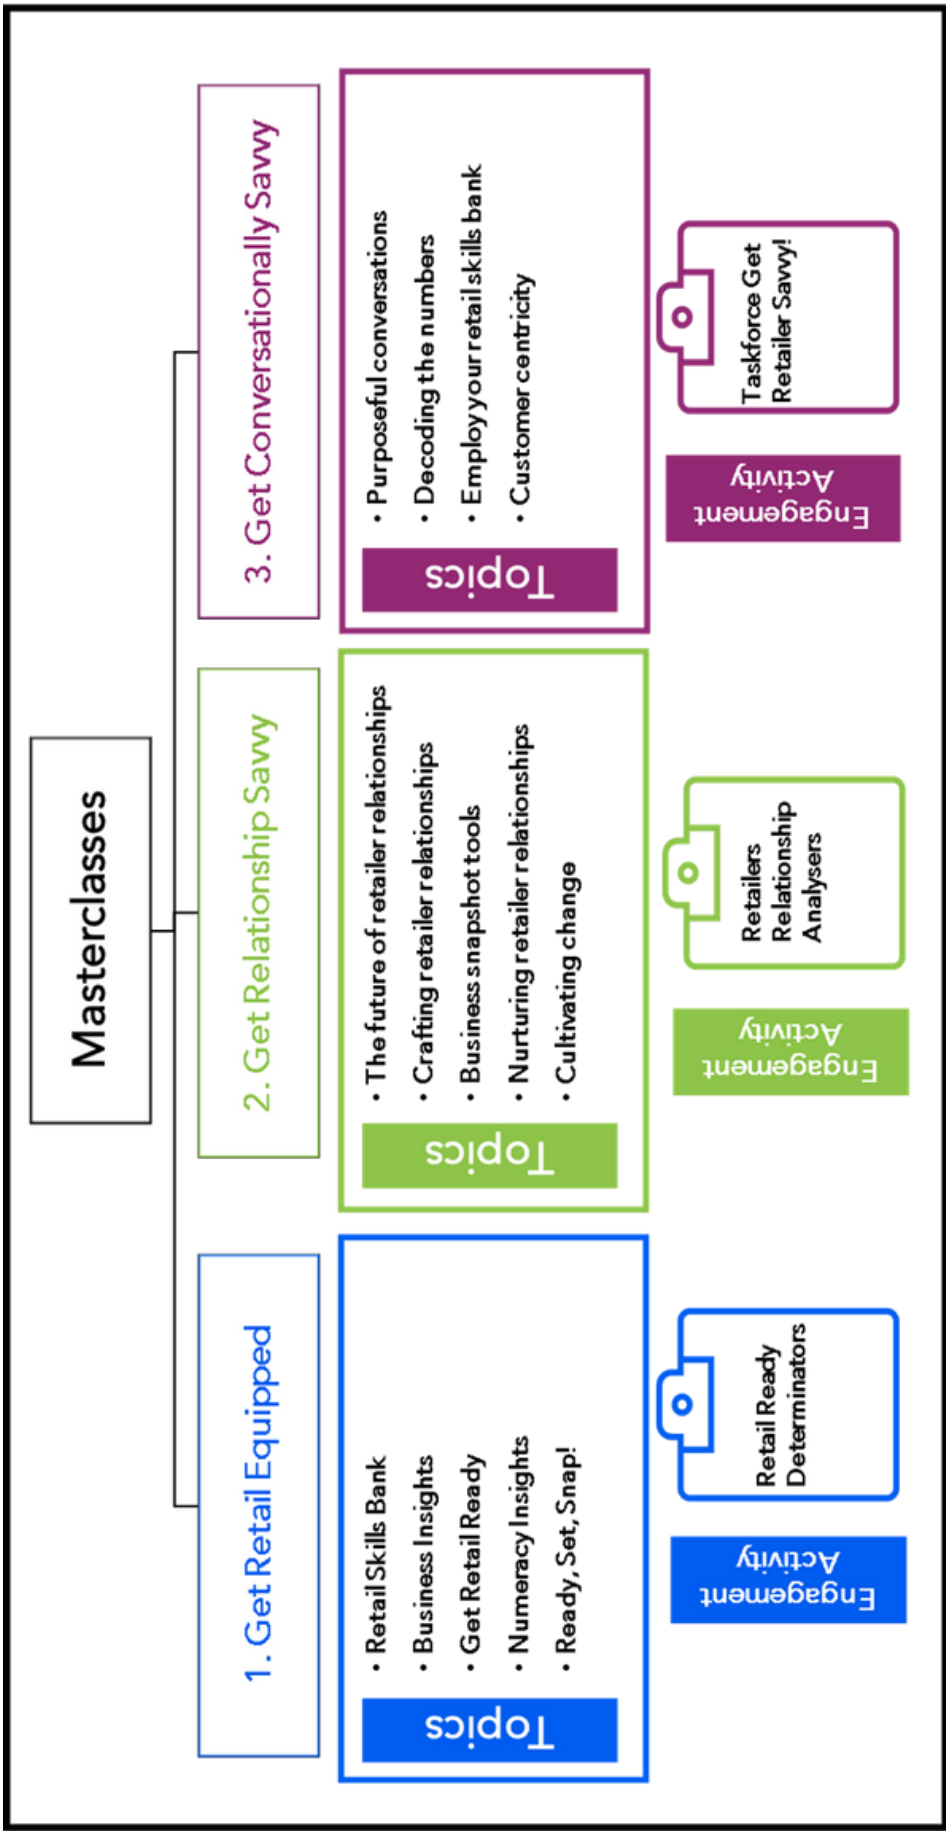 Masterclasses
1. Get Retail Equipped
Topics
• Retail Skills Bank
• Business Insights
• Get Retail Ready
• Numeracy Insights
• Ready, Set, Snap!
Engagement
Activity
Retail Ready
Determinators
2. Get Relationship Savvy
Topics
• The future of retailer relationships
• Crafting retailer relationships
• Business snapshot tools
• Nurturing retailer relationships
• Cultivating change
Engagement
Activity
Retailers
Relationship
Analysers
3. Get Conversationally Savvy
Topics
• Purposeful conversations
• Decoding the numbers
• Employ your retail skills bank
• Customer centricity
Engagement
Activity
Taskforce Get
Retailer Savvy!